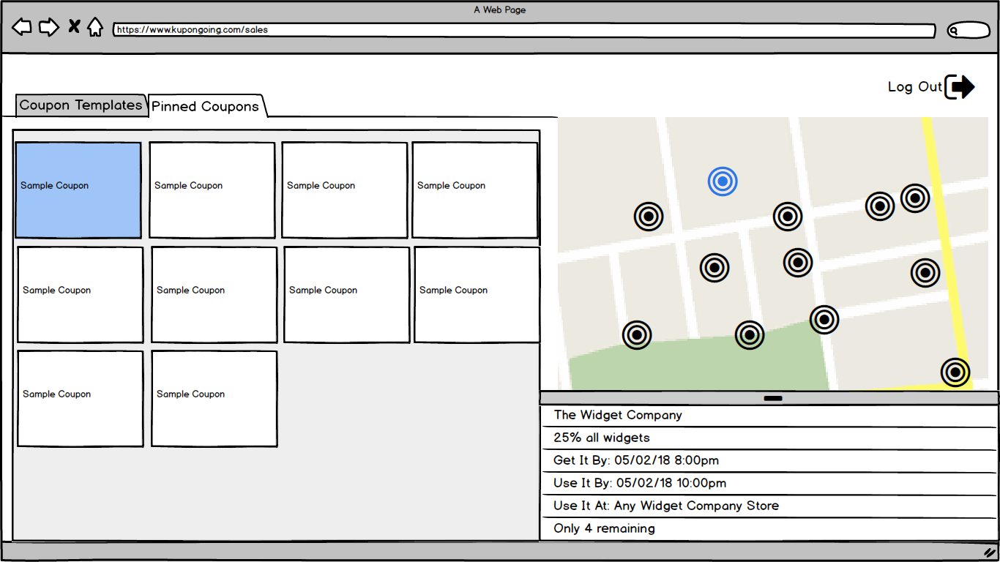 A Web Page
https://www.kupongoing.com/sales
Log Out
Coupon Templates
Pinned Coupons
Sample Coupon
Sample Coupon
Sample Coupon
Sample Coupon
Sample Coupon
Sample Coupon
Sample Coupon
Sample Coupon
Sample Coupon
Sample Coupon
The Widget Company
25% all widgets
Get It By: 05/02/18 8:00pm
Use It By: 05/02/18 10:00pm
Use It At: Any Widget Company Store
Only 4 remaining